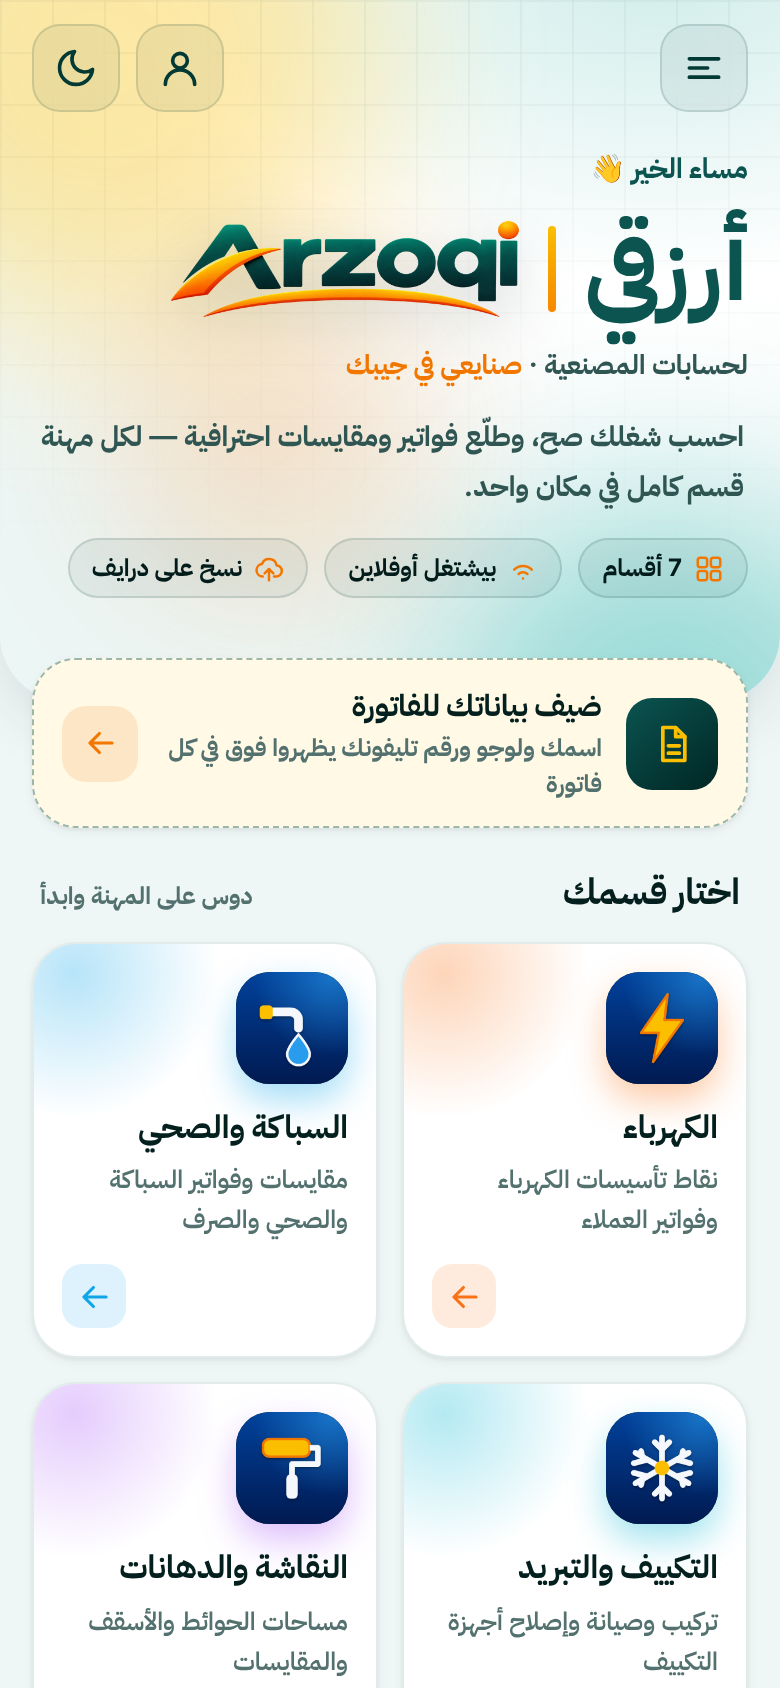 مساء الخير 👋
أرزقي | Arzoqi
لحسابات المصنعية · صنايعي في جيبك
احسب شغلك صح، وطلّع فواتير ومقايسات احترافية — لكل مهنة
قسم كامل في مكان واحد.
7 أقسام
بيشتغل أوفلاين
نسخ على درايف
ضيف بياناتك للفاتورة
اسمك ولوجو ورقم تليفونك يظهروا فوق في كل
فاتورة
اختار قسمك
دوس على المهنة وابدأ
الكهرباء
نقاط تأسيسات الكهرباء
وفواتير العملاء
السباكة والصحي
مقايسات وفواتير السباكة
والصحي والصرف
التكييف والتبريد
تركيب وصيانة وإصلاح أجهزة
التكييف
النقاشة والدهانات
مساحات الحوائط والأسقف
والمقايسات